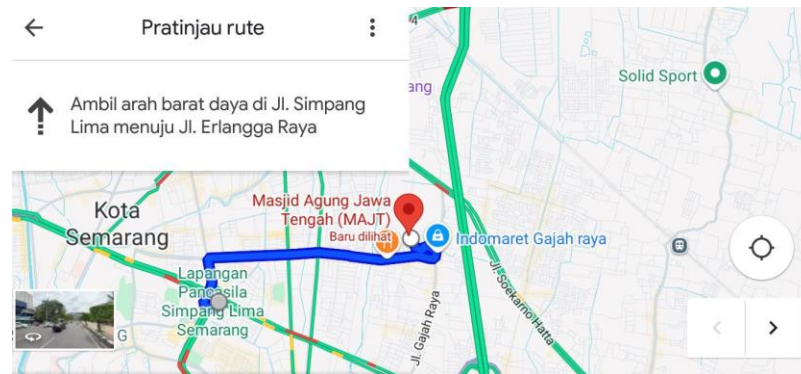 Pratinjau rute
Ambil arah barat daya di Jl. Simpang
Lima menuju Jl. Erlangga Raya
4
ang
Solid Sport
Kota
Semarang
Masjid Agung Jawa
Tengah (MAJT)
Baru dilihat
Indomaret Gajah raya
Lapangan
Pancasila
Simpang Lima
Semarang
G
Jl. Gajah Raya
Jl. Soekarno Hatta